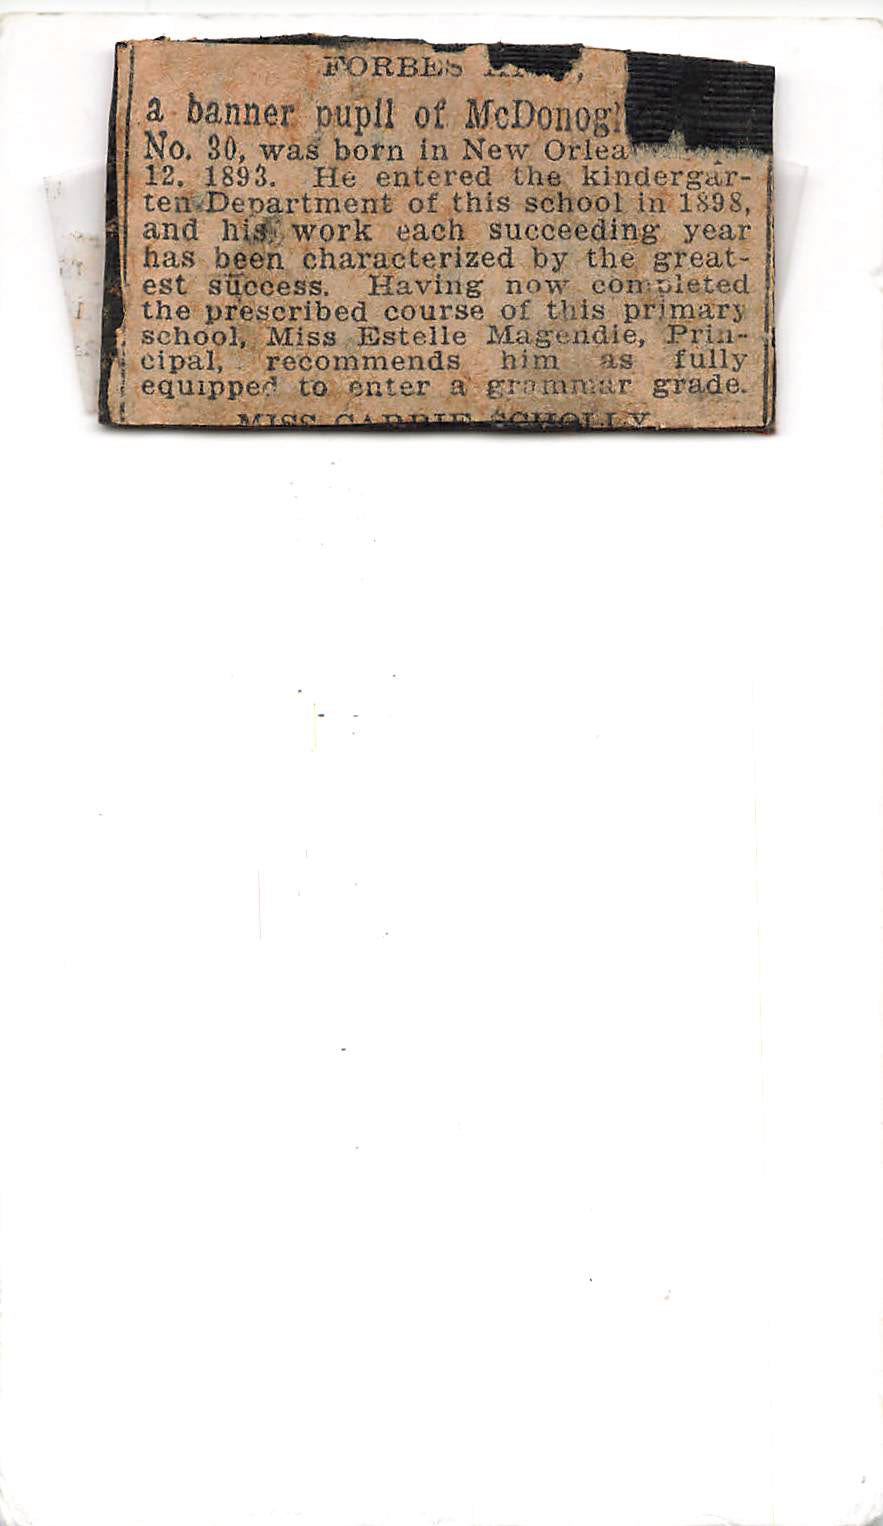 FORBES
a banner pupil of McDonogh
No. 30, was born in New Orlea
12, 1893. He entered the kindergar-
ten Department of this school in 1898,
and his work each succeeding year
has been characterized by the great-
est success. Having now completed
the prescribed course of this primary
school, Miss Estelle Magendie, Prin-
cipal, recommends him as fully
equipped to enter a grammar grade.
MISS CARRIE SCHOLLY